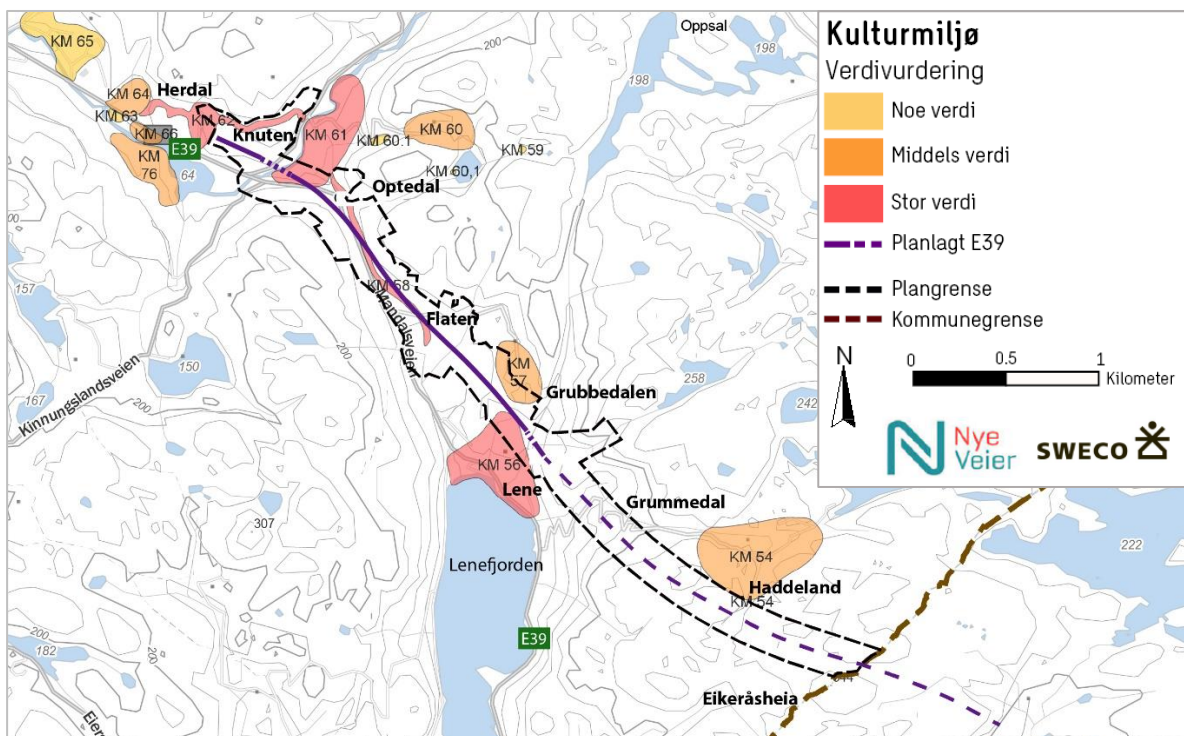 Kulturmiljø
Verdivurdering
Noe verdi
Middels verdi
Stor verdi
Planlagt E39
Plangrense
Kommunegrense
N
0 0.5 1
Kilometer
Nye
Veier
SWECO
Oppsal
198
200
198
KM 65
Herdal
KM 64
KM 63
KM 62
KM 66
Knuten
KM 61
KM 60.1
KM 60
KM 59
KM 60,1
E39
KM
76
64
Optedal
200
157
KM 58
Mandalsveien
Flaten
200
150
167
200
Kinnungslandsveien
KM
57
Grubbedalen
258
242
KM 56
Lene
Grummedal
307
Lenefjorden
KM 54
Haddeland
KM 54
222
E39
200
182
200
Eikeråsheia